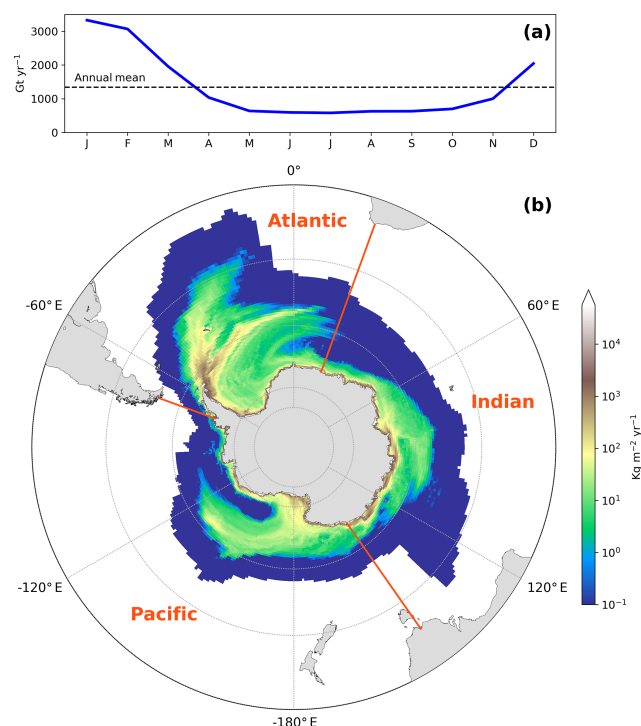 (a)
3000
2000
1000
0
Gt yr⁻¹
Annual mean
J F M A M J J A S O N D
(b)
0°
Atlantic
-60°E
60°E
Indian
-120°E
120°E
Pacific
-180°E
10⁴
10³
10²
10¹
10⁰
10⁻¹
Kg m⁻² yr⁻¹